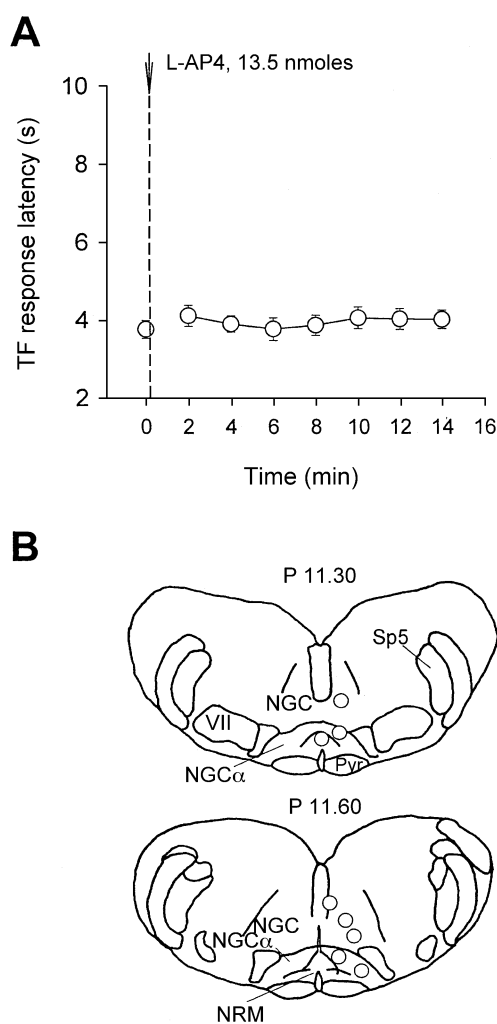 A
L-AP4, 13.5 nmoles
TF response latency (s)
10
8
6
4
2
0 2 4 6 8 10 12 14 16
Time (min)
B
P 11.30
Sp5
NGC
VII
NGCα
Pyr
P 11.60
NGC
NGCα
NRM